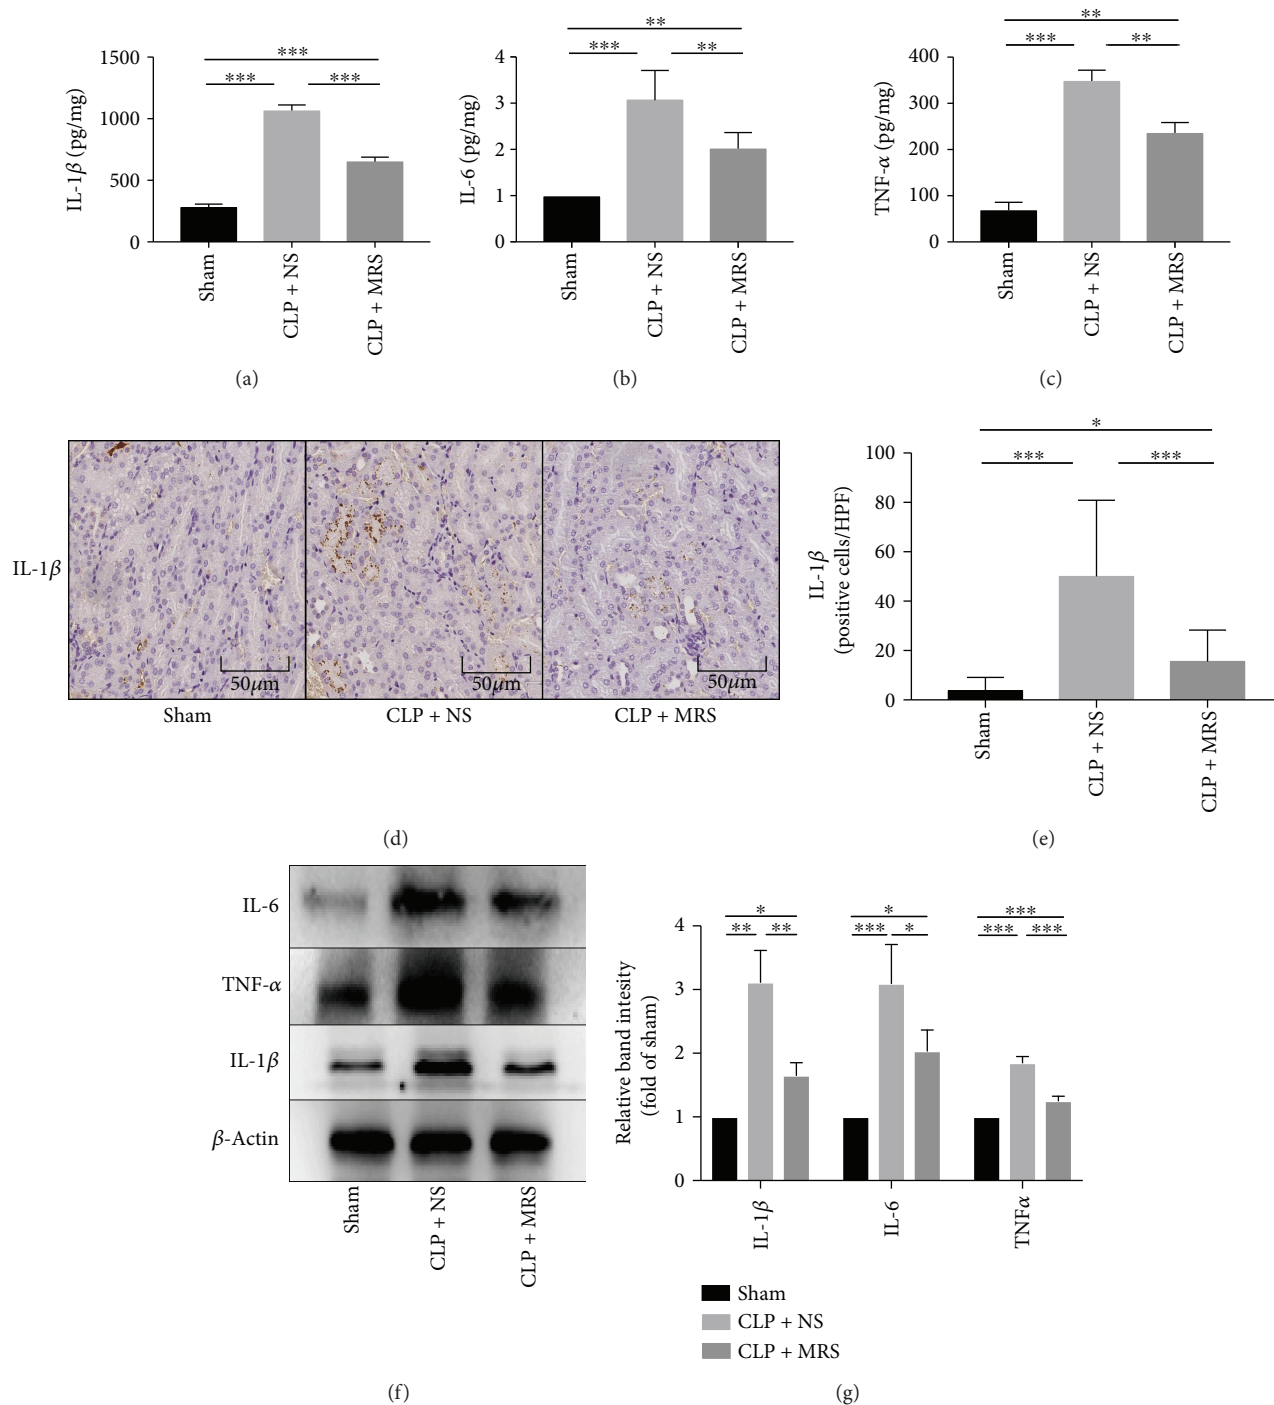 ***
*** ***
1500
1000
500
0
IL-1β (pg/mg)
Sham
CLP + NS
CLP + MRS
(a)
**
*** **
4
3
2
1
0
IL-6 (pg/mg)
Sham
CLP + NS
CLP + MRS
(b)
**
*** **
400
300
200
100
0
TNF-α (pg/mg)
Sham
CLP + NS
CLP + MRS
(c)
IL-1β
50μm
50μm
50μm
Sham
CLP + NS
CLP + MRS
(d)
*
*** ***
100
80
60
40
20
0
IL-1β
(positive cells/HPF)
Sham
CLP + NS
CLP + MRS
(e)
IL-6
TNF-α
IL-1β
β-Actin
Sham
CLP + NS
CLP + MRS
(f)
* * ***
** ** *** * *** ***
4
3
2
1
0
Relative band intesity
(fold of sham)
IL-1β
IL-6
TNFα
Sham
CLP + NS
CLP + MRS
(g)